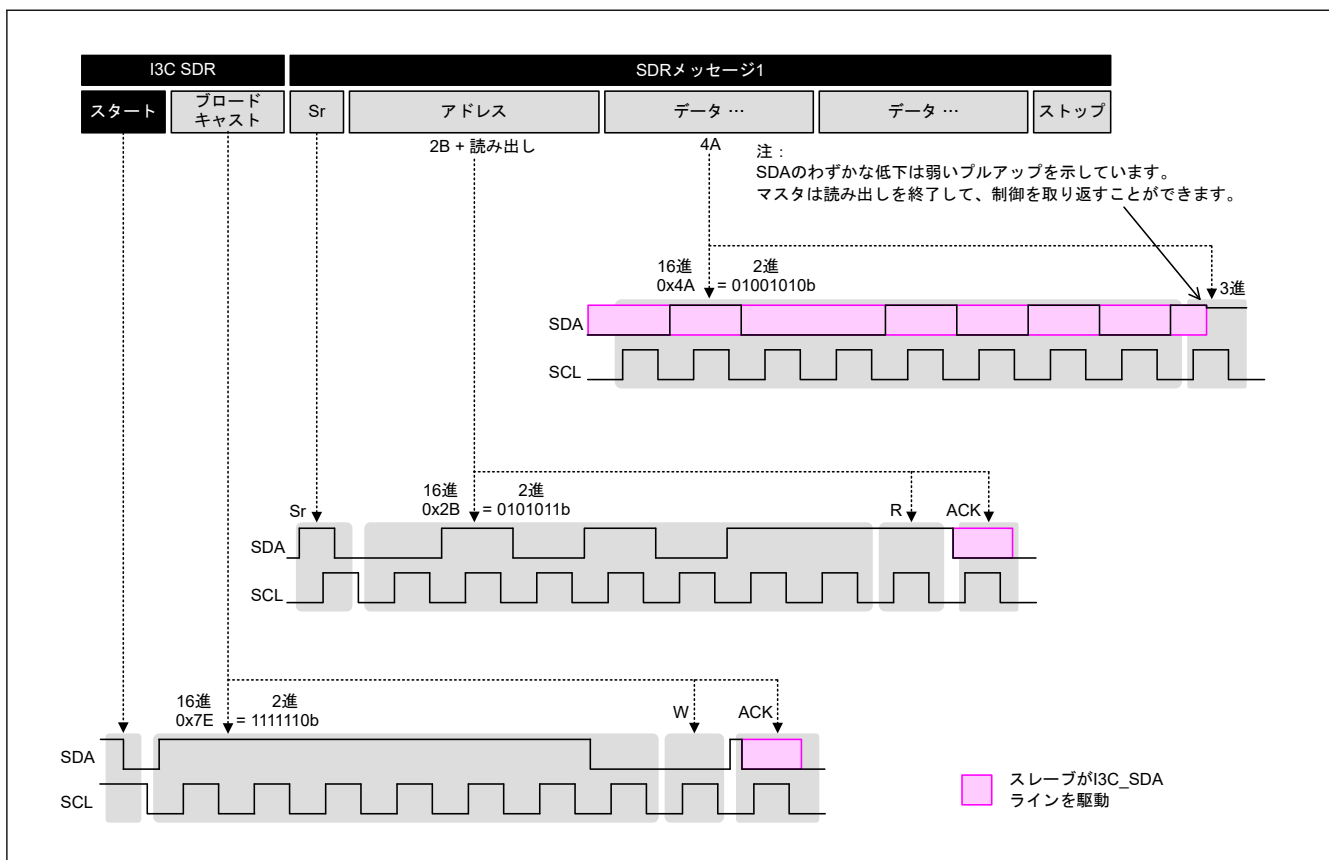 I3C SDR
SDRメッセージ1
スタート
ブロード
キャスト
Sr
アドレス
データ …
データ …
ストップ
2B + 読み出し
4A
注：
SDAのわずかな低下は弱いプルアップを示しています。
マスタは読み出しを終了して、制御を取り返すことができます。
16進
2進
0x4A
= 01001010b
3進
SDA
SCL
16進
2進
Sr
0x2B
= 0101011b
R
ACK
SDA
SCL
16進
2進
0x7E
= 1111110b
W
ACK
SDA
SCL
スレーブがI3C_SDA
ラインを駆動